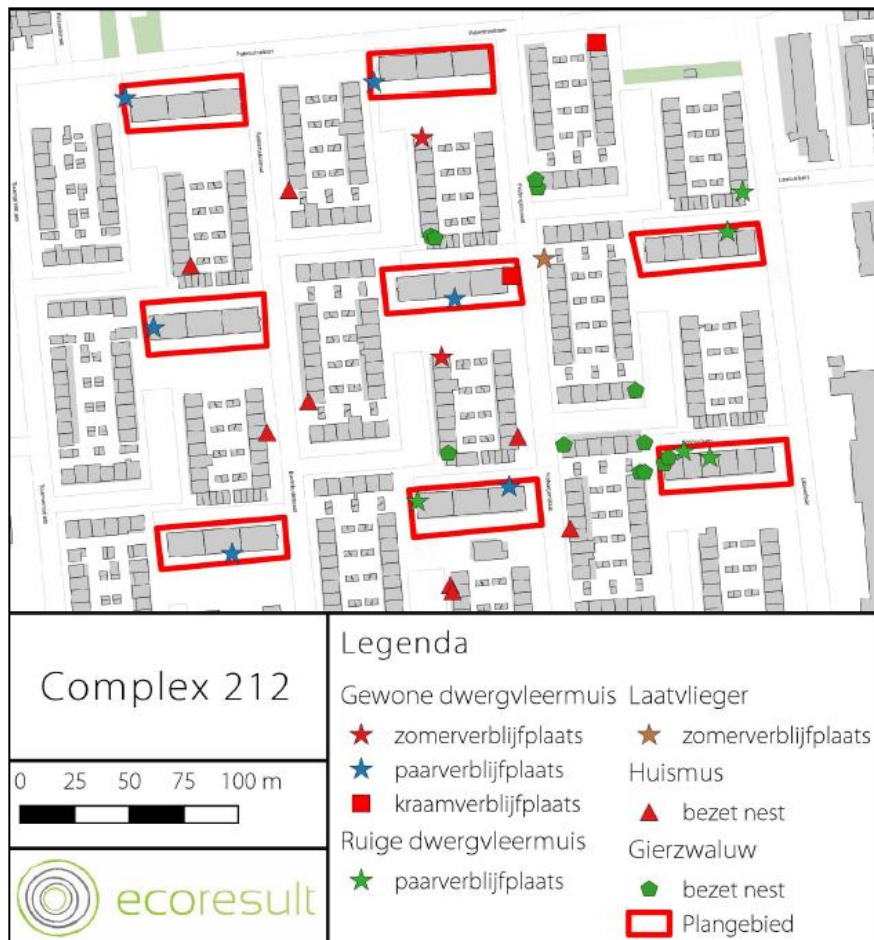 Complex 212
0 25 50 75 100 m
ecoresult
Legenda
Gewone dwergvleermuis
zomerverblijfplaats
paarverblijfplaats
kraamverblijfplaats
Ruige dwergvleermuis
paarverblijfplaats
Laatvlieger
zomerverblijfplaats
Huismus
bezet nest
Gierzwaluw
bezet nest
Plangebied